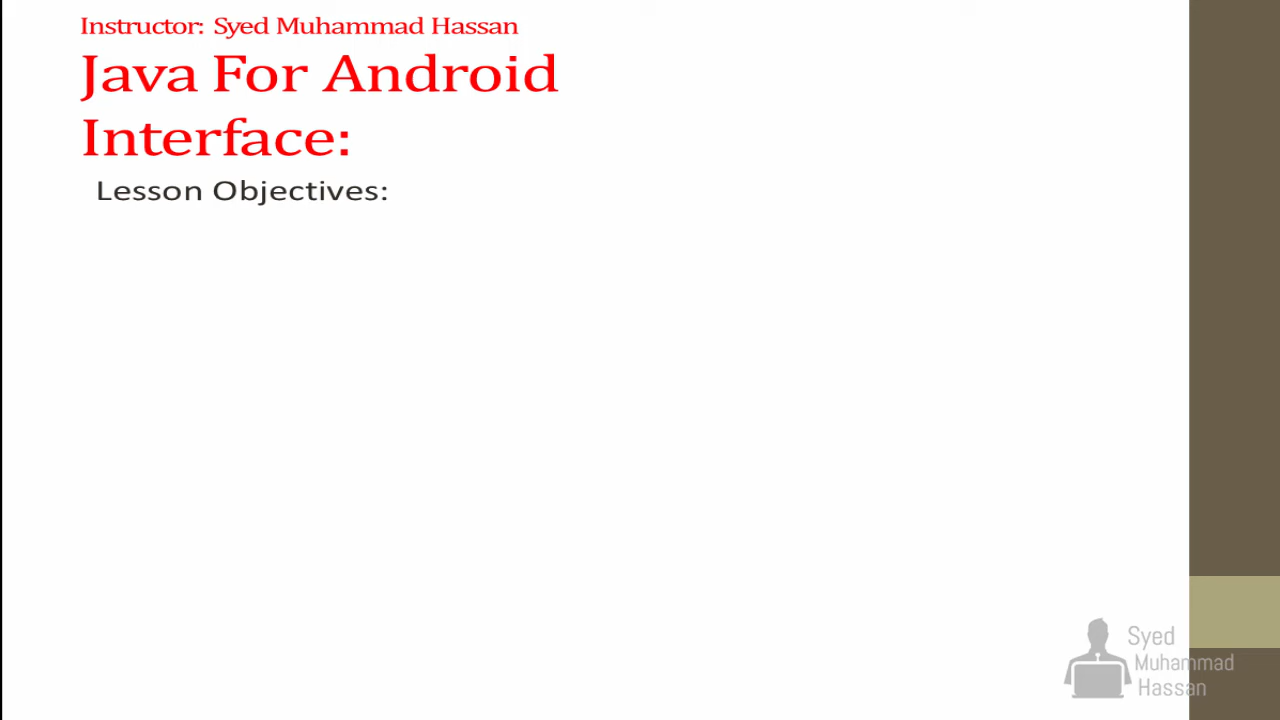 Instructor: Syed Muhammad Hassan
Java For Android
Interface:
Lesson Objectives:
Syed
Muhammad
Hassan